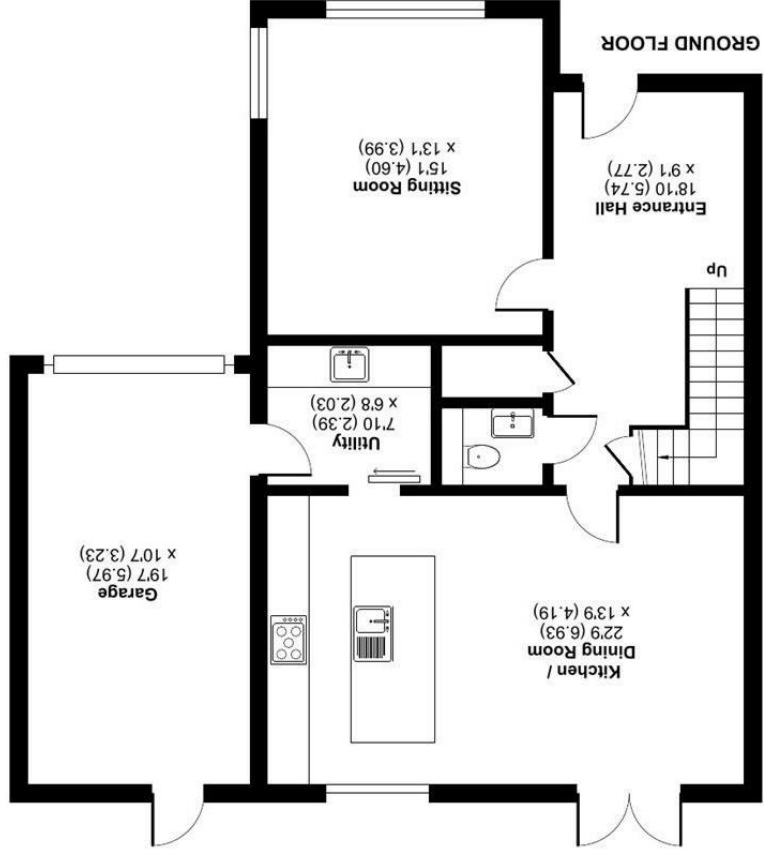 Kitchen /
Dining Room
22'9 (6.93)
x 13'9 (4.19)
Garage
19'7 (5.97)
x 10'7 (3.23)
Utility
7'10 (2.39)
x 6'8 (2.03)
Up
Entrance Hall
18'10 (5.74)
x 9'1 (2.77)
Sitting Room
15'1 (4.60)
x 13'1 (3.99)
GROUND FLOOR